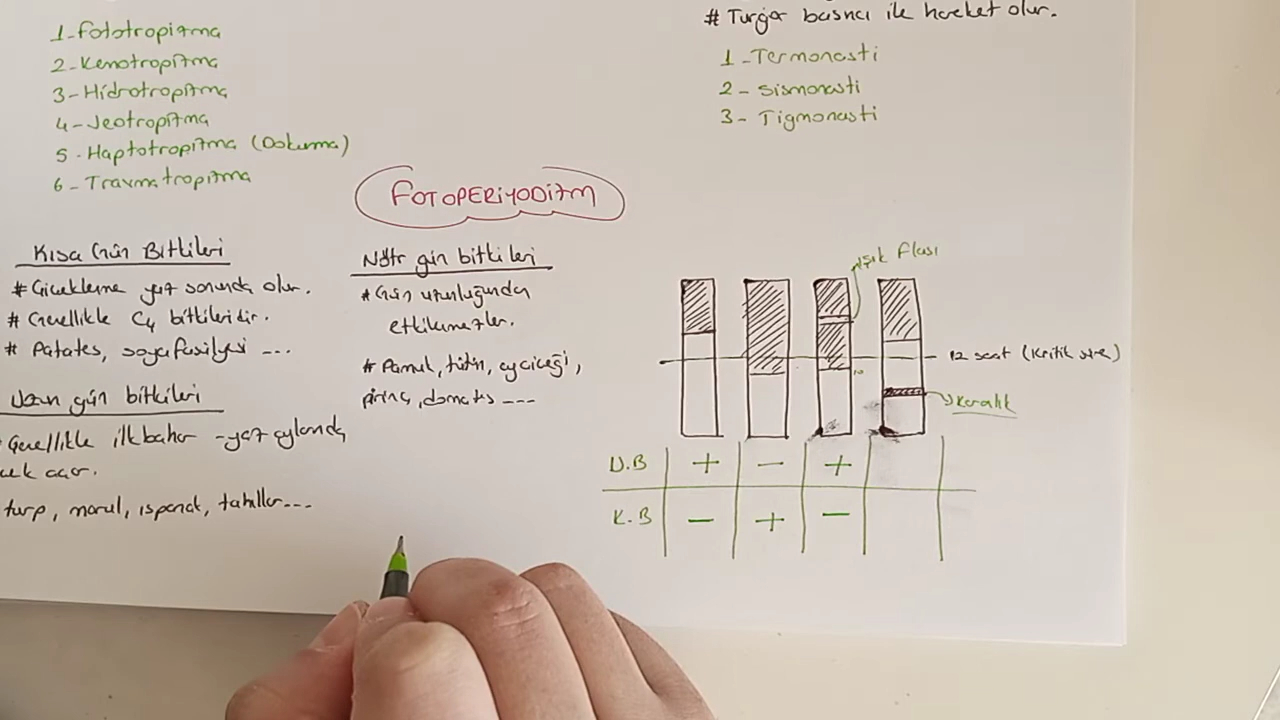 1-Fototropizma
2-Kemotropizma
3-Hidrotropizma
4-Jeotropizma
5-Haptotropizma (Dokunma)
6-Travmatropizma
# Turgor basıncı ile hareket olur.
1-Termonasti
2-Sismonasti
3-Tigmonasti
FOTOPERİYODİZM
Kısa Gün Bitkileri
# Çiçeklenme yaz sonunda olur.
# Genellikle C4 bitkileridir.
# Patates, soya fasülyesi ...
Uzun gün bitkileri
Genellikle ilkbahar-yaz aylarında
çek açar.
turp, marul, ıspanak, tahıllar...
Nötr gün bitkileri
# Gün uzunluğundan
etkilenmezler.
# Pamuk, tütün, ayçiçeği,
pirinç, domates ---
Işık flaşı
12 saat (Kritik süre)
Karanlık
U.B + - +
K.B - + -